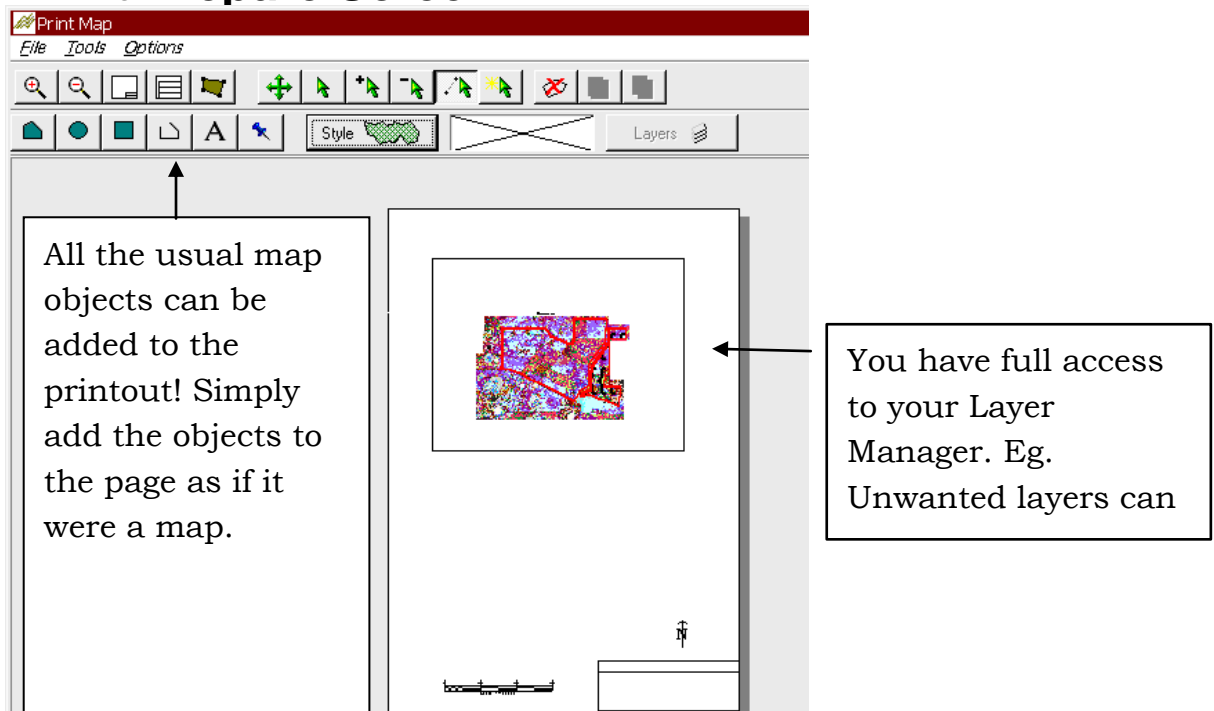 Print Map
File Tools Options
A
Style
Layers
All the usual map
objects can be
added to the
printout! Simply
add the objects to
the page as if it
were a map.
You have full access
to your Layer
Manager. Eg.
Unwanted layers can
N